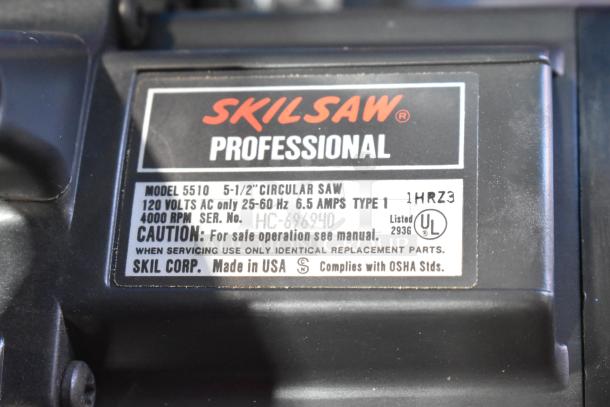 SKILSAW®
PROFESSIONAL
MODEL 5510 5-1/2" CIRCULAR SAW
120 VOLTS AC only 25-60 Hz 6.5 AMPS TYPE 1 1HRZ3
4000 RPM SER. No. HC-696940 Listed UL
293G
CAUTION: For safe operation see manual.
WHEN SERVICING USE ONLY IDENTICAL REPLACEMENT PARTS.
SKIL CORP. Made in USA Complies with OSHA Stds.